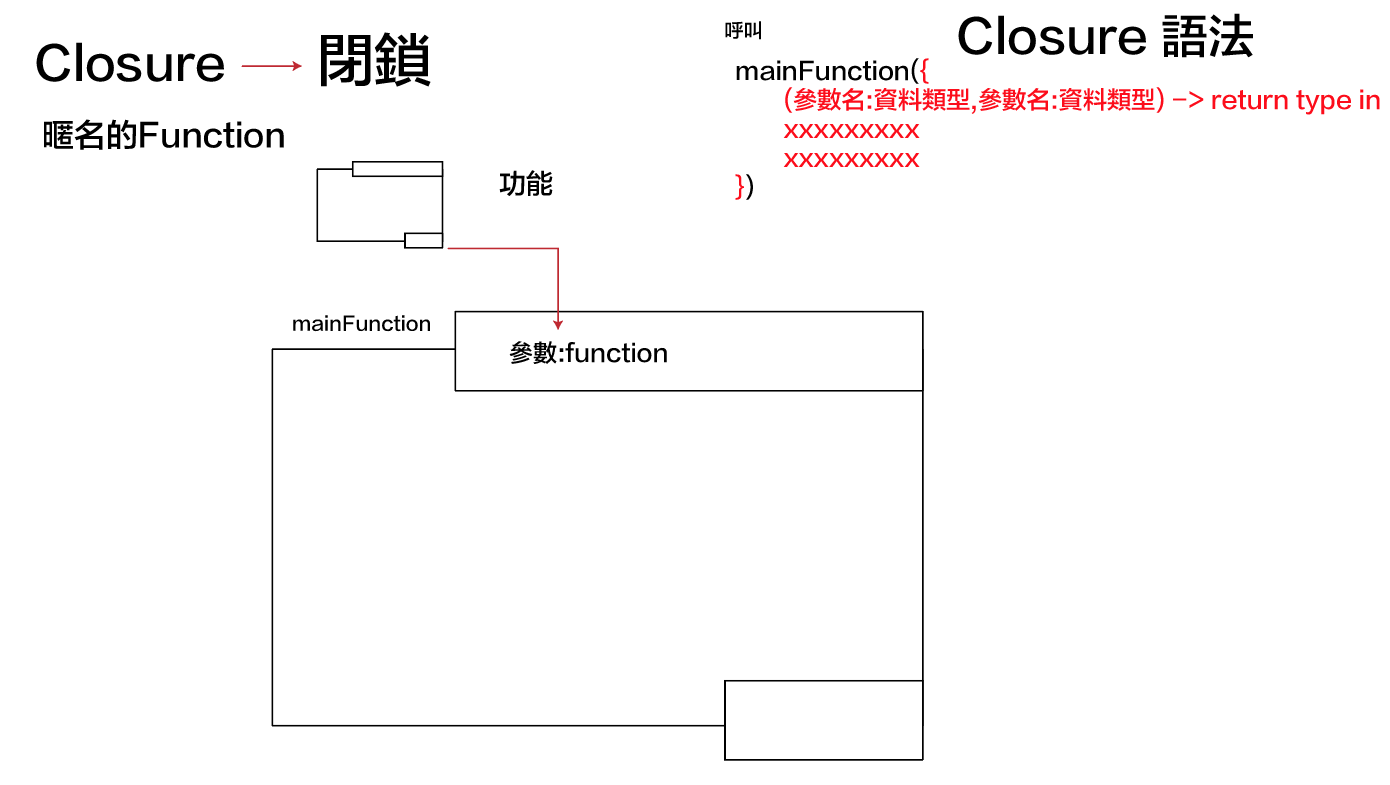 Closure → 閉鎖
暱名的Function
功能
呼叫
Closure 語法
mainFunction({
(參數名:資料類型,參數名:資料類型) -> return type in
xxxxxxxxx
xxxxxxxxx
})
mainFunction
參數:function